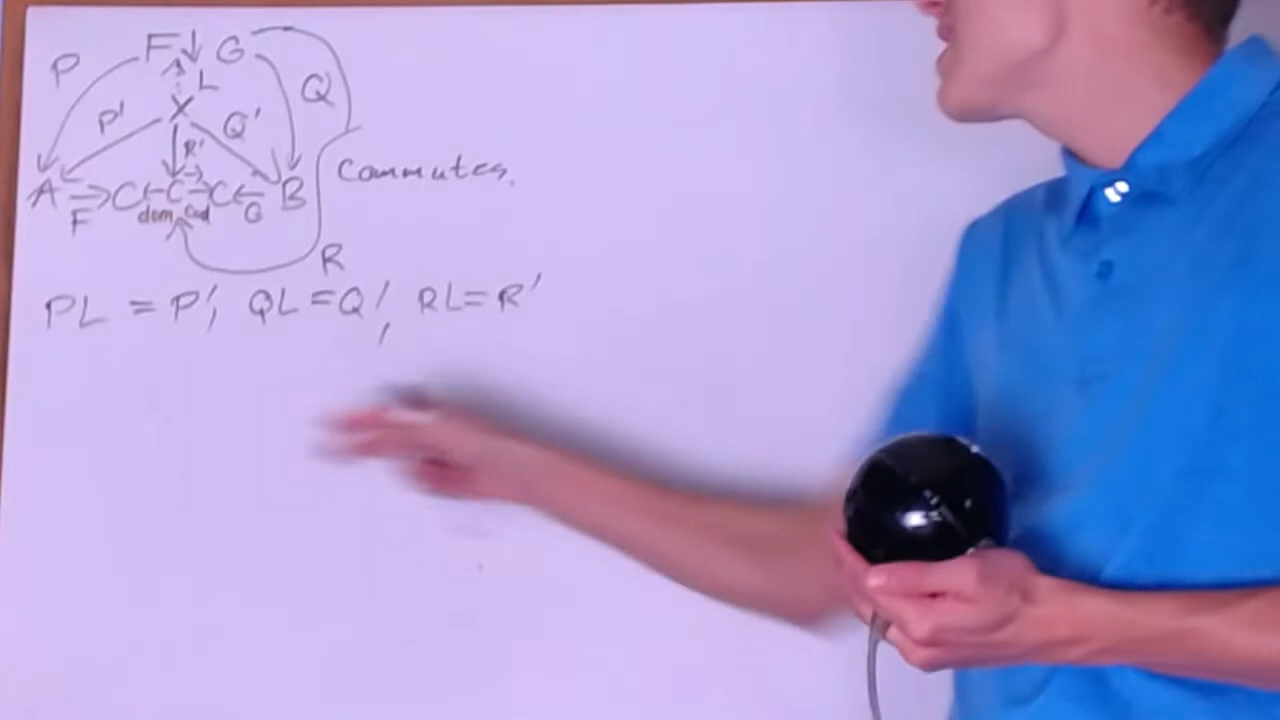 F↓G
P
L
Q
X
P'
Q'
R'
Commutes.
A ⇒ C ← C→ → C ← B
F dom cod G
R
PL = P', QL = Q', RL = R'